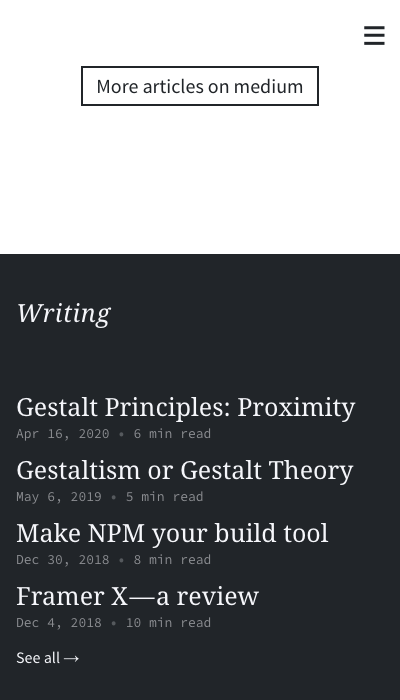 More articles on medium
Writing
Gestalt Principles: Proximity
Apr 16, 2020 • 6 min read
Gestaltism or Gestalt Theory
May 6, 2019 • 5 min read
Make NPM your build tool
Dec 30, 2018 • 8 min read
Framer X—a review
Dec 4, 2018 • 10 min read
See all →